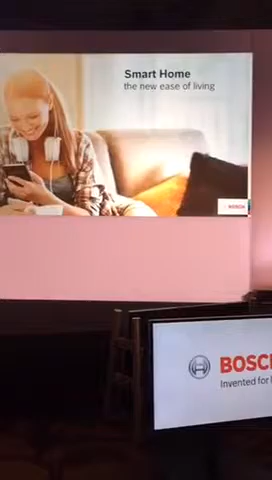 Smart Home
the new ease of living
BOSCH
BOSCH
Invented for